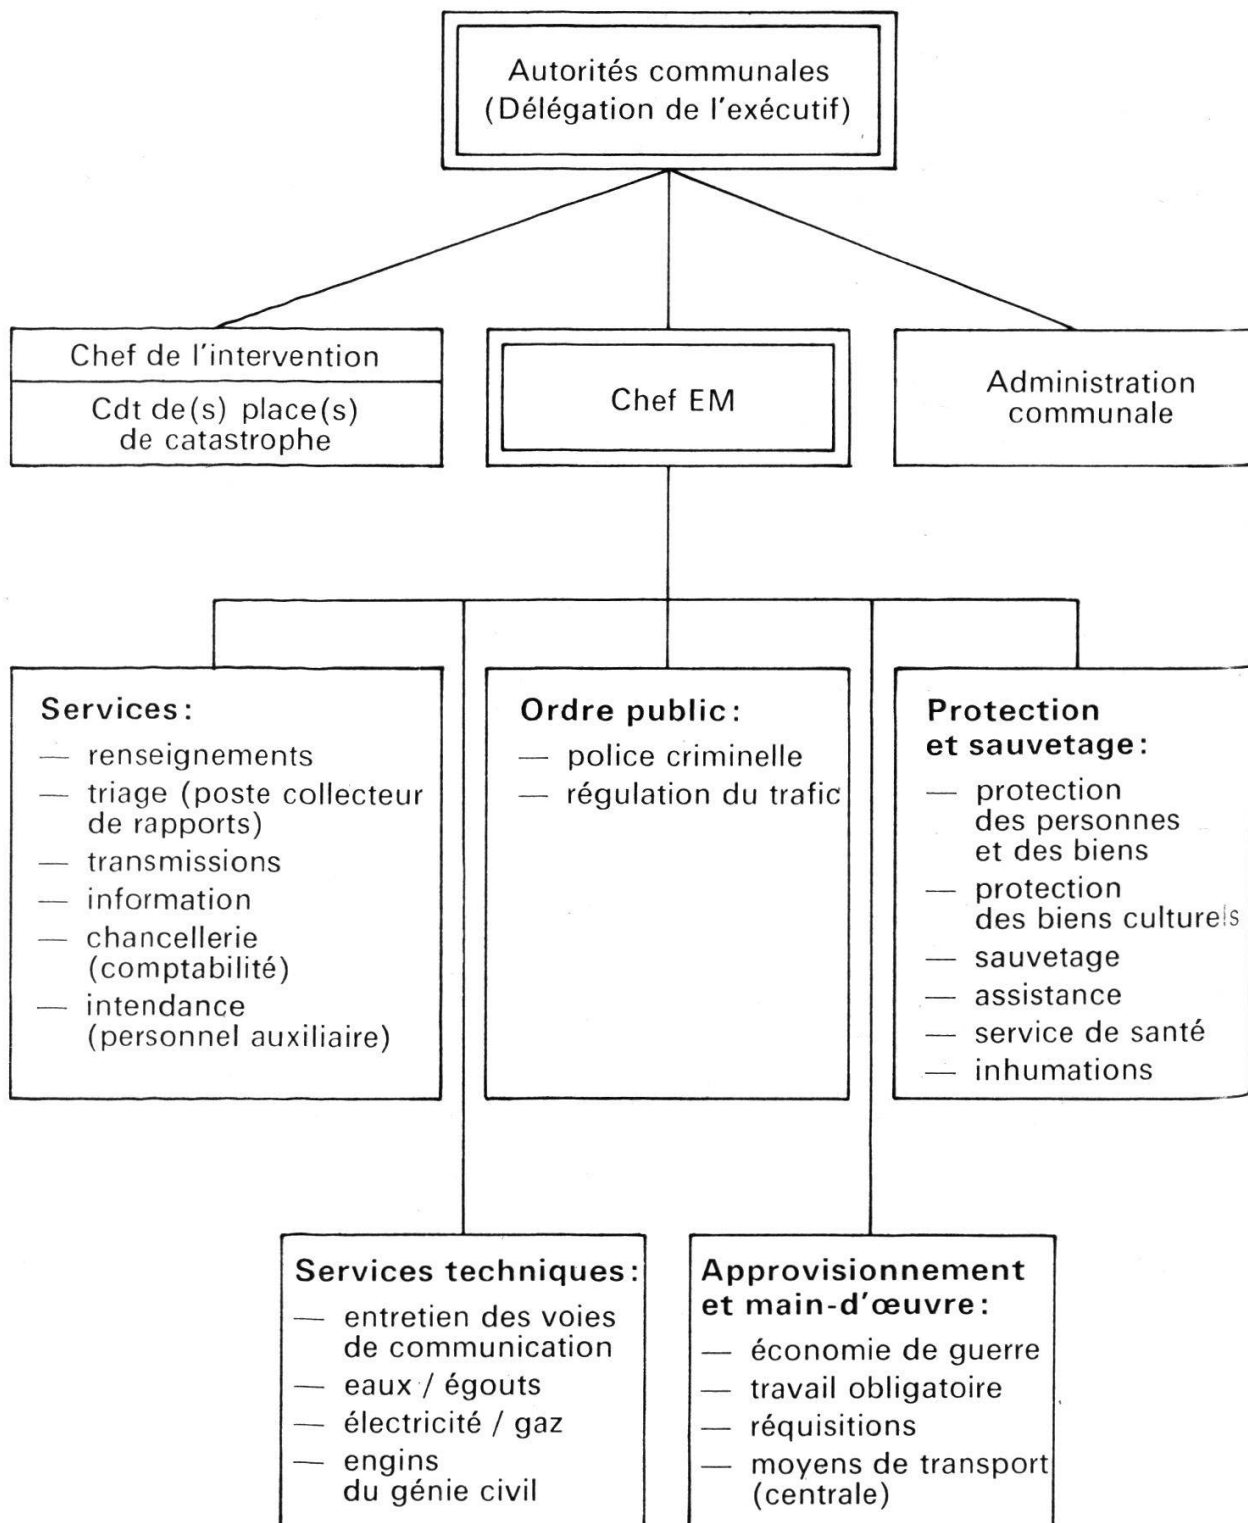 Autorités communales
(Délégation de l'exécutif)
Chef de l'intervention
Cdt de(s) place(s)
de catastrophe
Chef EM
Administration
communale
Services:
— renseignements
— triage (poste collecteur
de rapports)
— transmissions
— information
— chancellerie
(comptabilité)
— intendance
(personnel auxiliaire)
Ordre public:
— police criminelle
— régulation du trafic
Protection
et sauvetage:
— protection
des personnes
et des biens
— protection
des biens culturels
— sauvetage
— assistance
— service de santé
— inhumations
Services techniques:
— entretien des voies
de communication
— eaux / égouts
— électricité / gaz
— engins
du génie civil
Approvisionnement
et main-d'œuvre:
— économie de guerre
— travail obligatoire
— réquisitions
— moyens de transport
(centrale)